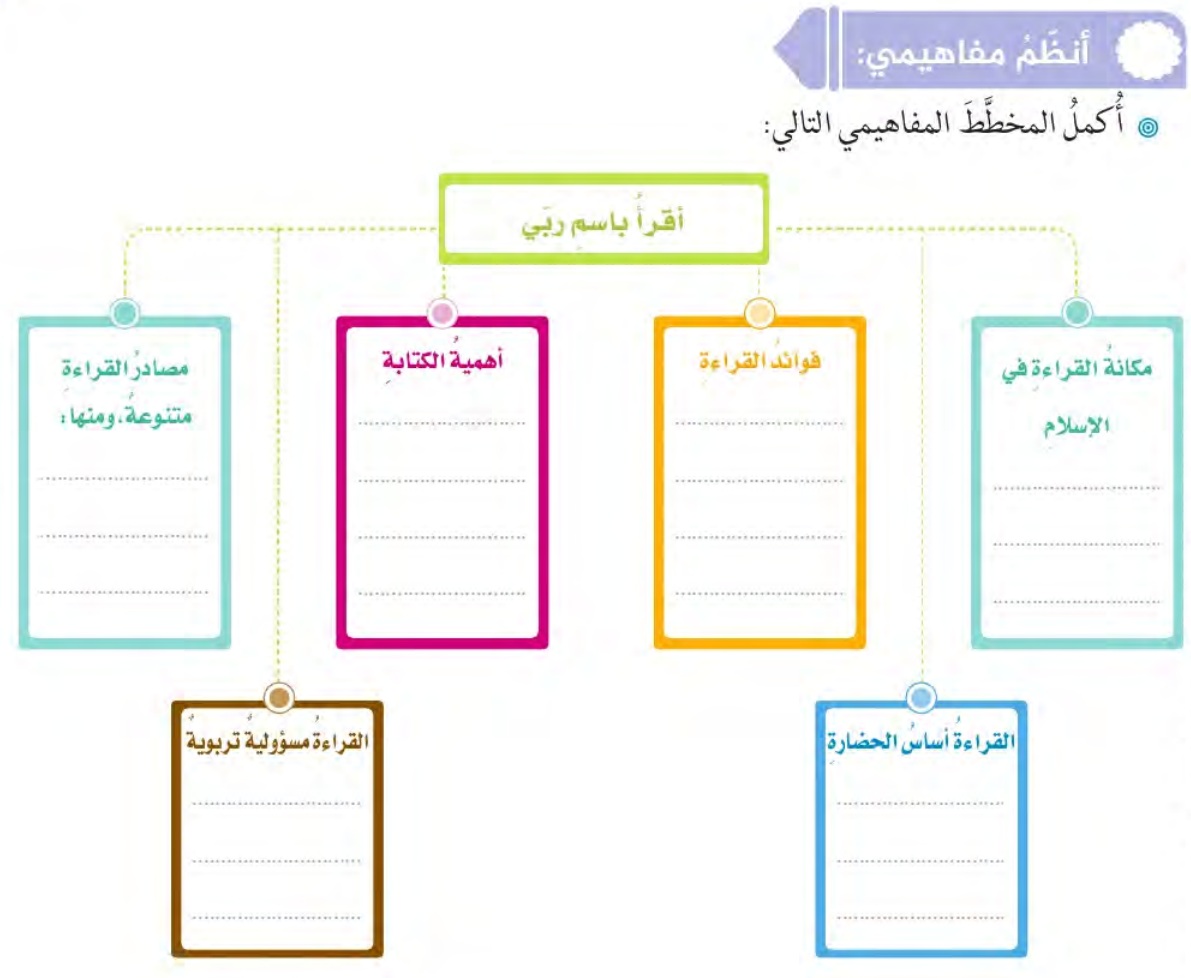 أنظّمُ مفاهيمي:
أُكملُ المخطَّطَ المفاهيمي التالي:
أقرأُ باسمِ ربّي
مكانةُ القراءةِ في
الإسلامِ
فوائدُ القراءةِ
أهميةُ الكتابةِ
مصادرُ القراءةِ
متنوعةٌ، ومنها:
القراءةُ أساسُ الحضارةِ
القراءةُ مسؤوليةٌ تربويةٌ